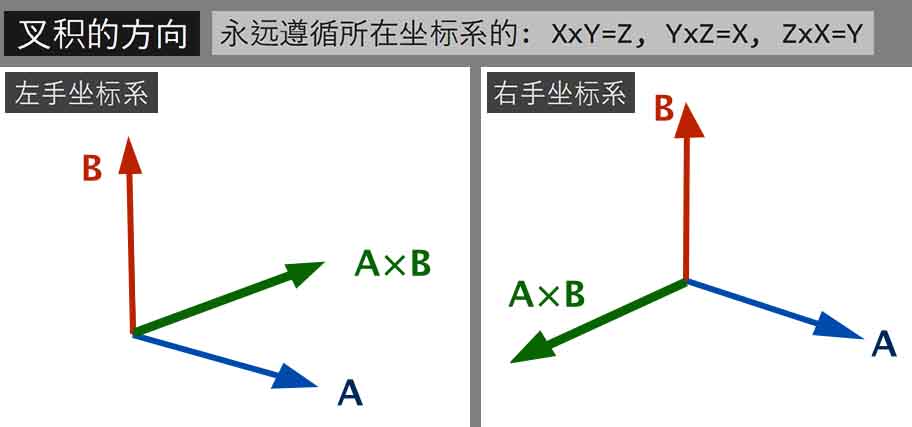 叉积的方向
永远遵循所在坐标系的: XxY=Z, YxZ=X, ZxX=Y
左手坐标系
B
A×B
A
右手坐标系
B
A×B
A